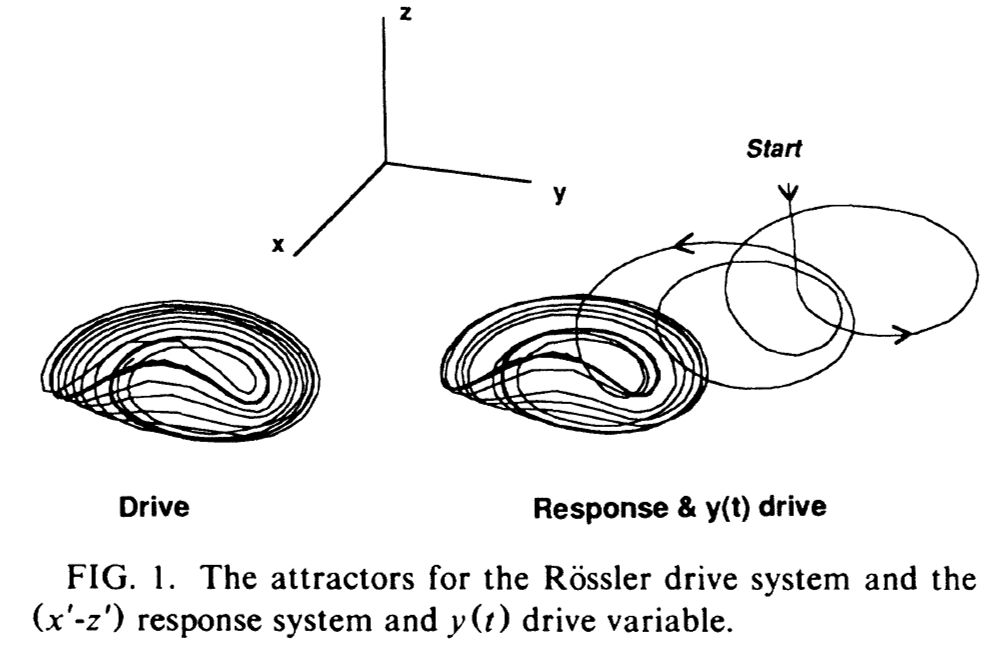 z
Start
y
x
Drive
Response & y(t) drive
FIG. 1. The attractors for the Rössler drive system and the
(x'-z') response system and y(t) drive variable.